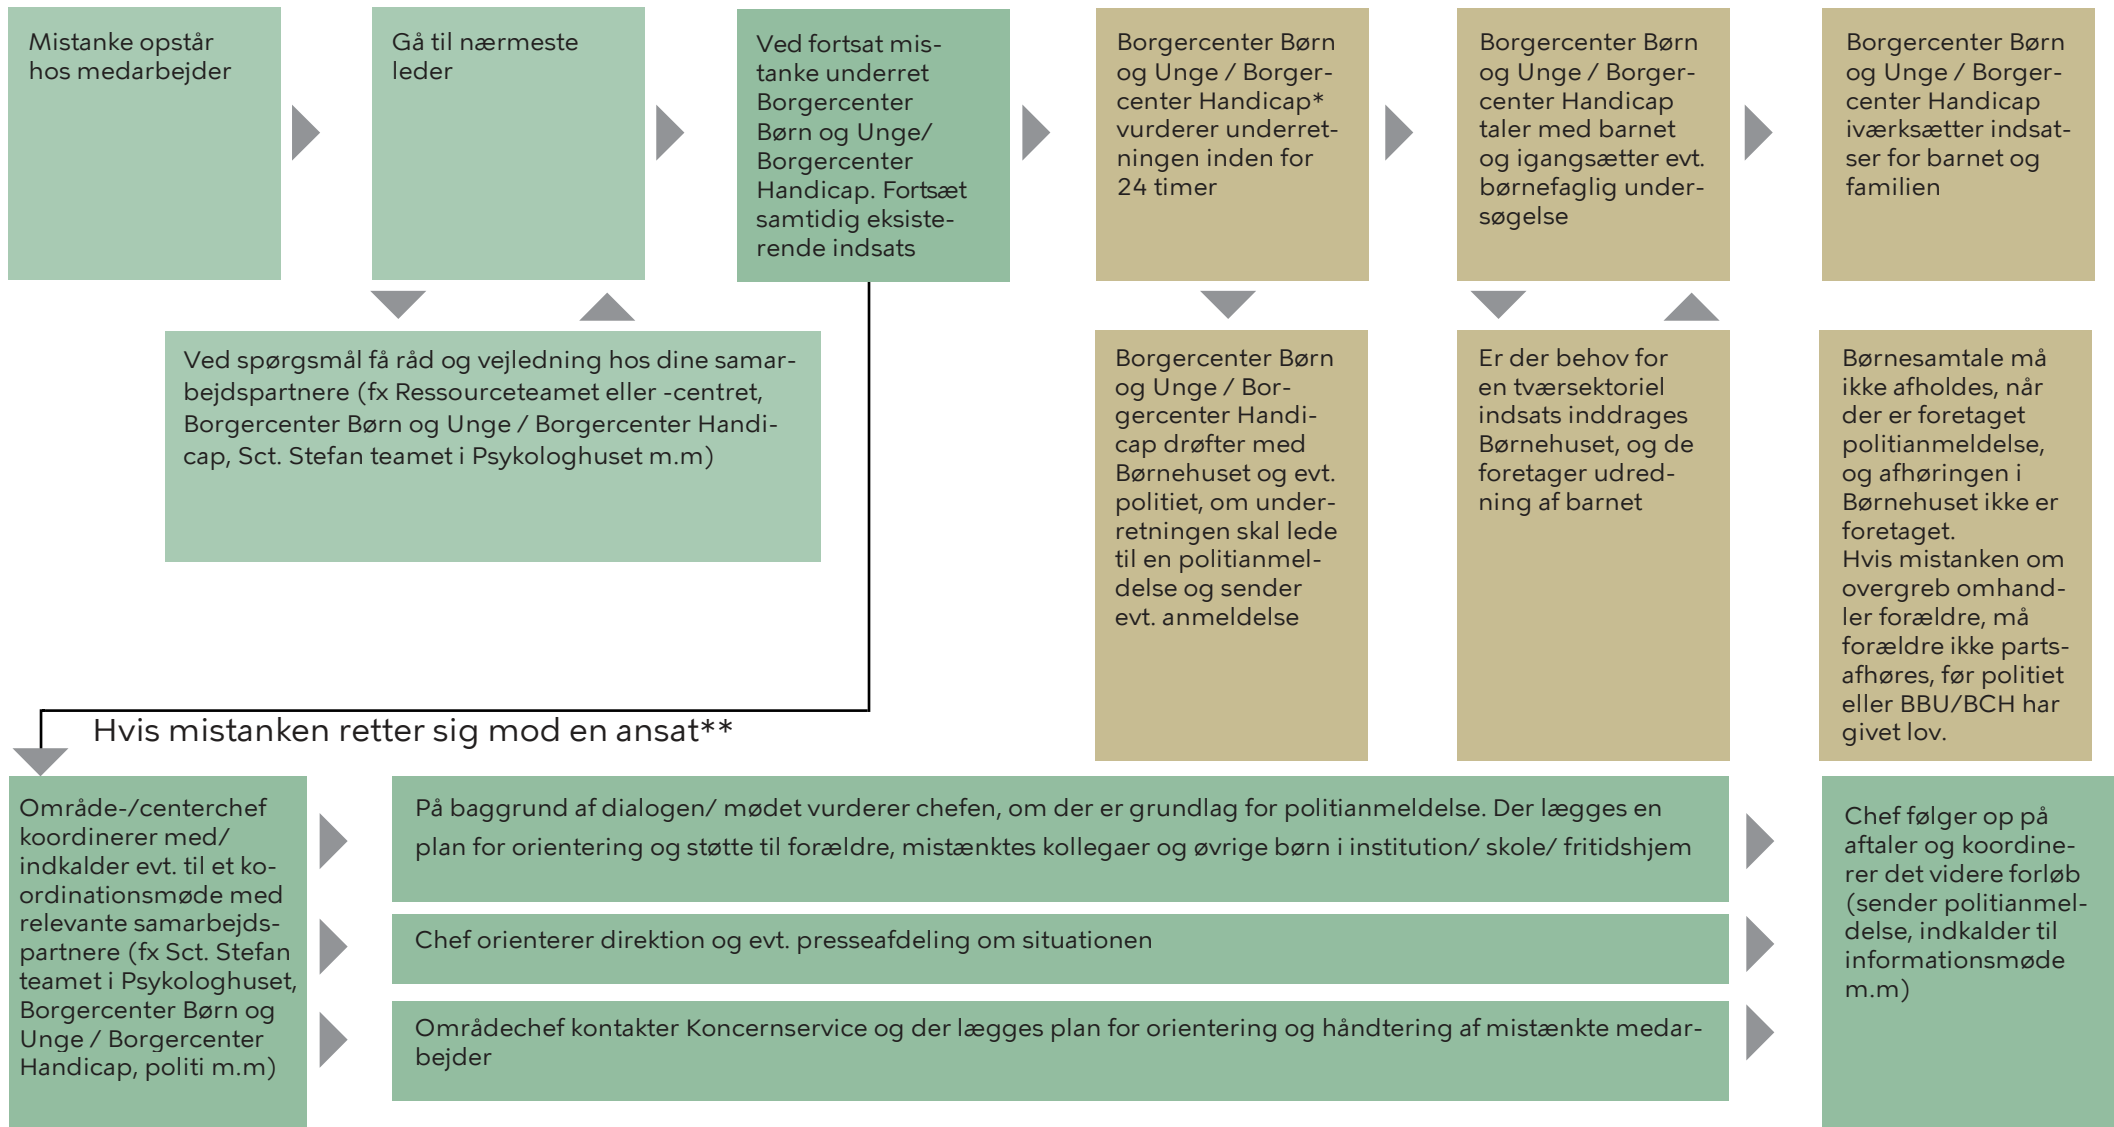 Mistanke opstår
hos medarbejder
Gå til nærmeste
leder
Ved fortsat mis-
tanke underret
Borgercenter
Børn og Unge/
Borgercenter
Handicap. Fortsæt
samtidig eksiste-
rende indsats
Borgercenter Børn
og Unge / Borger-
center Handicap*
vurderer underret-
ningen inden for
24 timer
Borgercenter Børn
og Unge / Borger-
center Handicap
taler med barnet
og igangsætter evt.
børnefaglig under-
søgelse
Borgercenter Børn
og Unge / Borger-
center Handicap
iværksætter indsat-
ser for barnet og
familien
Ved spørgsmål få råd og vejledning hos dine samar-
bejdspartnere (fx Ressourceteamet eller -centret,
Borgercenter Børn og Unge / Borgercenter Handi-
cap, Sct. Stefan teamet i Psykologhuset m.m)
Borgercenter Børn
og Unge / Bor-
gercenter Handi-
cap drøfter med
Børnehuset og evt.
politiet, om under-
retningen skal lede
til en politianmel-
delse og sender
evt. anmeldelse
Er der behov for
en tværsektoriel
indsats inddrages
Børnehuset, og de
foretager udred-
ning af barnet
Børnesamtale må
ikke afholdes, når
der er foretaget
politianmeldelse,
og afhøringen i
Børnehuset ikke er
foretaget.
Hvis mistanken om
overgreb omhand-
ler forældre, må
forældre ikke parts-
afhøres, før politiet
eller BBU/BCH har
givet lov.
Hvis mistanken retter sig mod en ansat**
Område-/centerchef
koordinerer med/
indkalder evt. til et ko-
ordinationsmøde med
relevante samarbejds-
partnere (fx Sct. Stefan
teamet i Psykologhuset,
Borgercenter Børn og
Unge / Borgercenter
Handicap, politi m.m)
På baggrund af dialogen/ mødet vurderer chefen, om der er grundlag for politianmeldelse. Der lægges en
plan for orientering og støtte til forældre, mistænktes kollegaer og øvrige børn i institution/ skole/ fritidshjem
Chef orienterer direktion og evt. presseafdeling om situationen
Områdechef kontakter Koncernservice og der lægges plan for orientering og håndtering af mistænkte medar-
bejder
Chef følger op på
aftaler og koordine-
rer det videre forløb
(sender politianmel-
delse, indkalder til
informationsmøde
m.m)